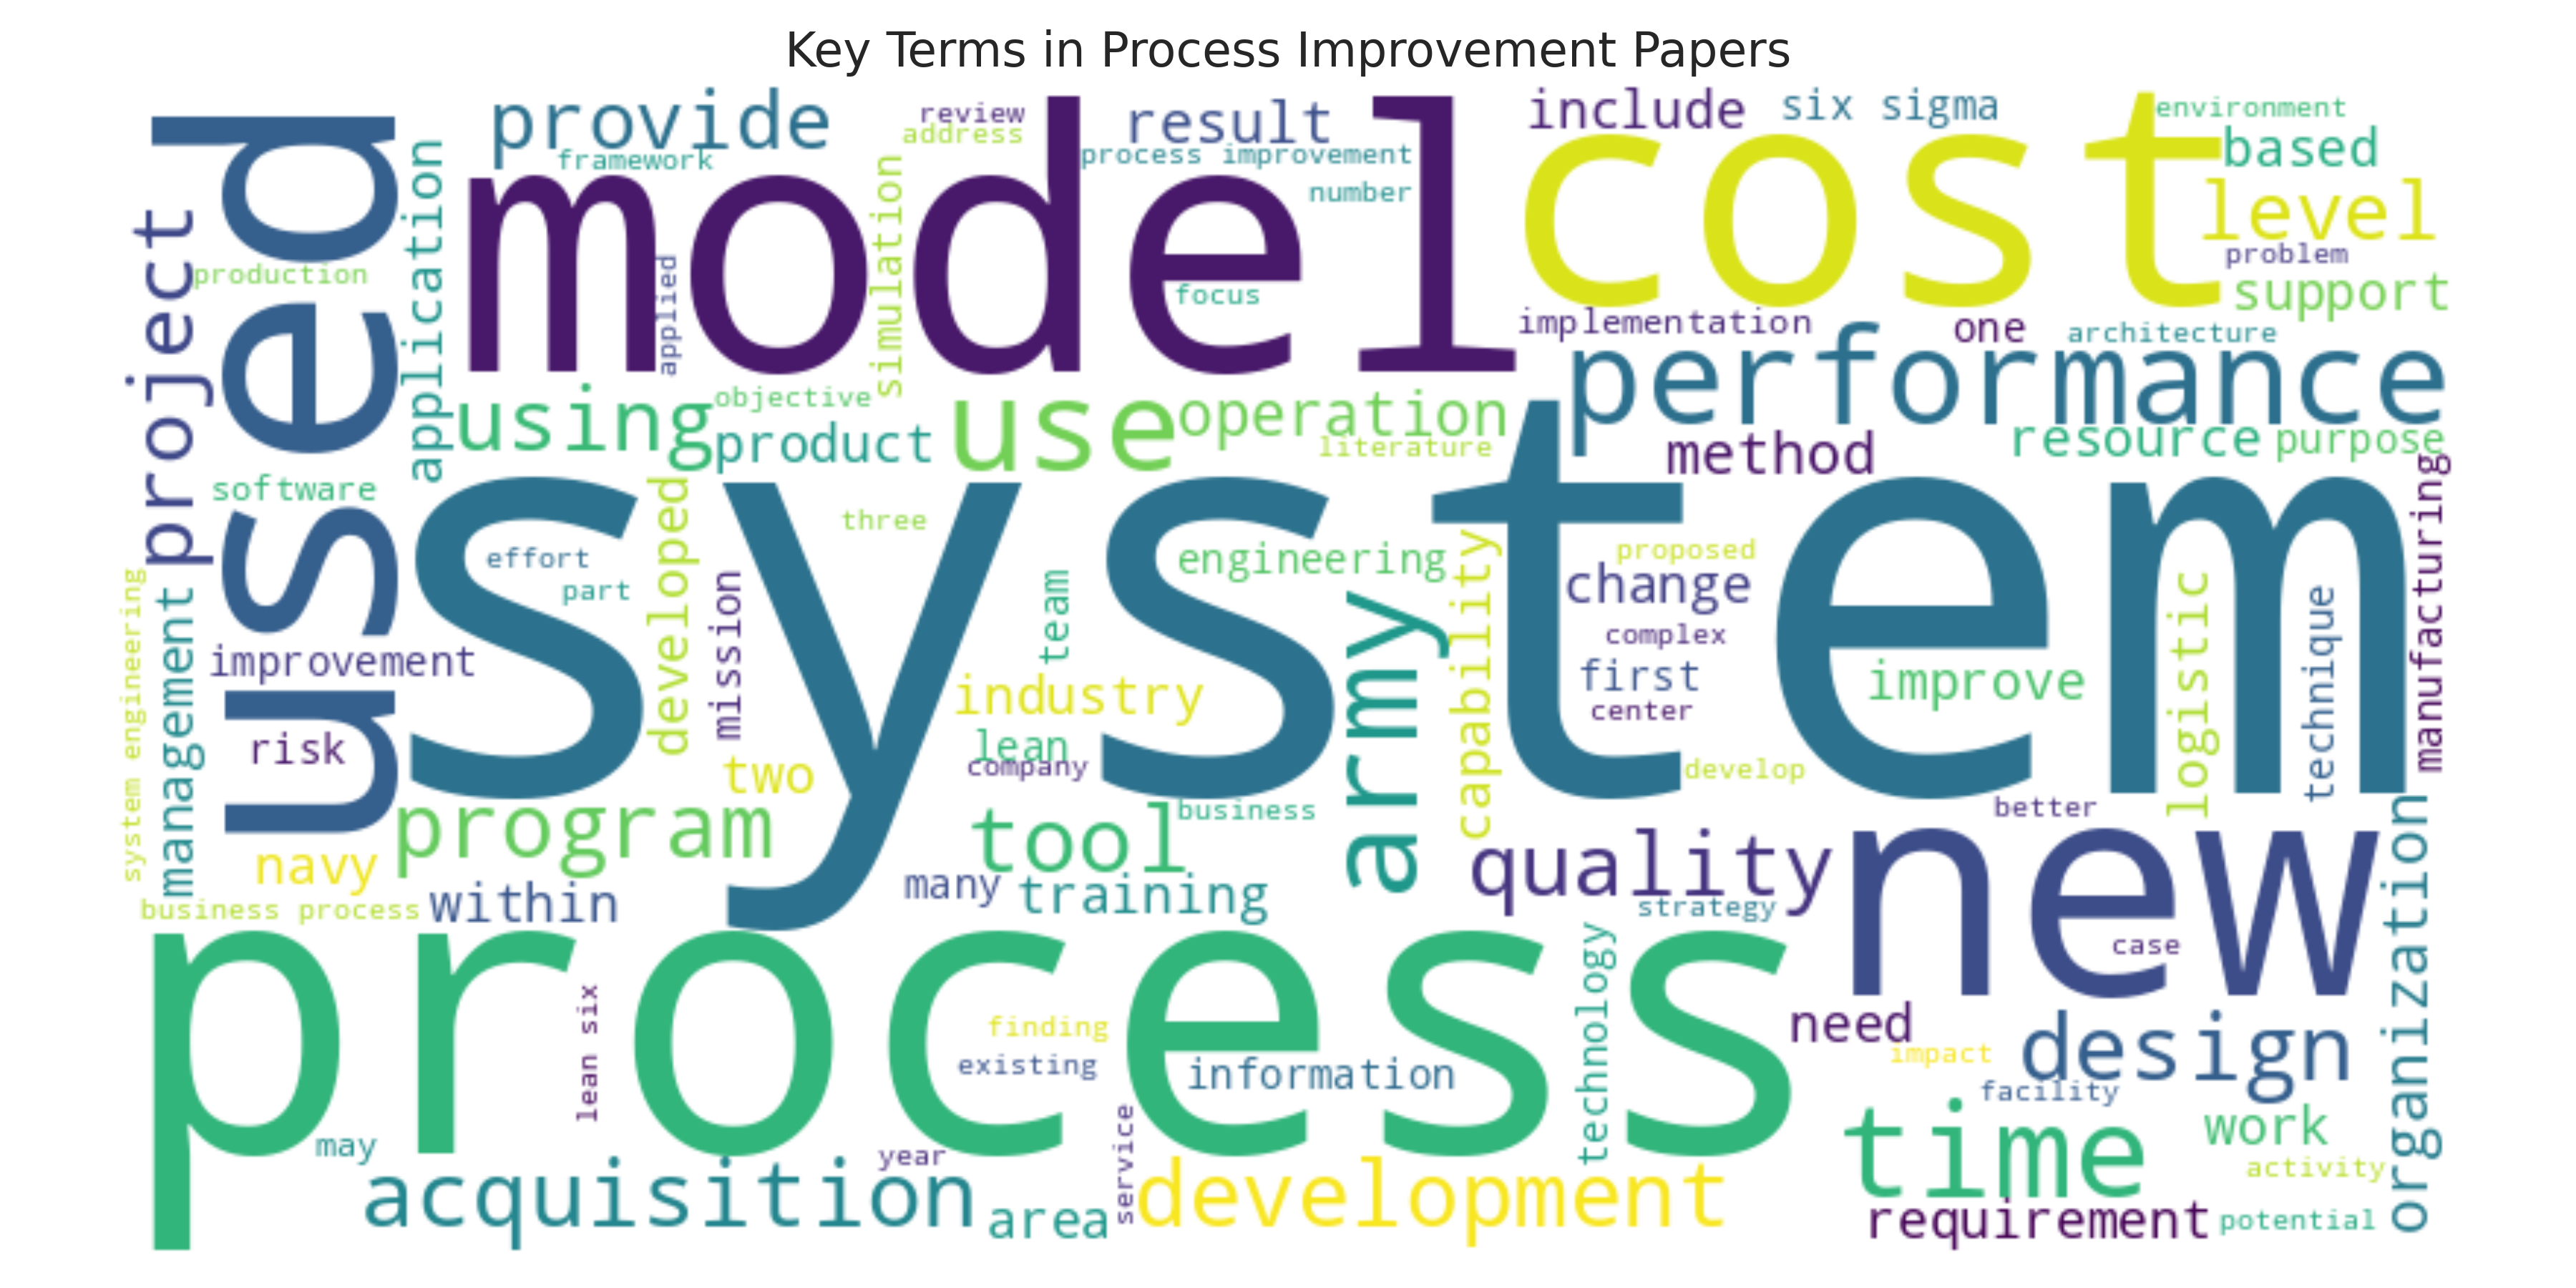 Key Terms in Process Improvement Papers
provide
review
address
result
include
six sigma
environment
based
framework
process improvement
number
model
cost
level
used
project
production
application
applied
simulation
focus
problem
support
implementation
one
architecture
performance
using
objective
product
use
operation
literature
method
resource
purpose
software
system
developed
three
effort
part
engineering
capability
proposed
change
complex
first
center
improve
logistic
technique
manufacturing
mission
team
army
system engineering
management
improvement
industry
lean
company
risk
two
develop
better
business
program
tool
navy
many
training
quality
strategy
new
case
organization
business process
within
process
lean six
finding
existing
information
technology
need
impact
design
facility
time
work
activity
may
year
service
acquisition
area
development
requirement
potential